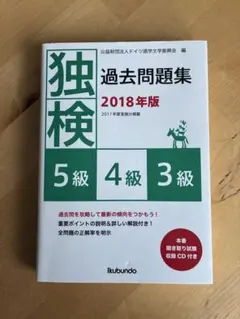 公益財団法人ドイツ語学文学振興会 編
独検
過去問題集
2018年版
2017年度実施分掲載
5級 4級 3級
過去問を攻略して最新の傾向をつかもう！
重要ポイントの説明&詳しい解説付き！
全問題の正解率を明示
本番
聞き取り試験
収録CD付き
ikubundo